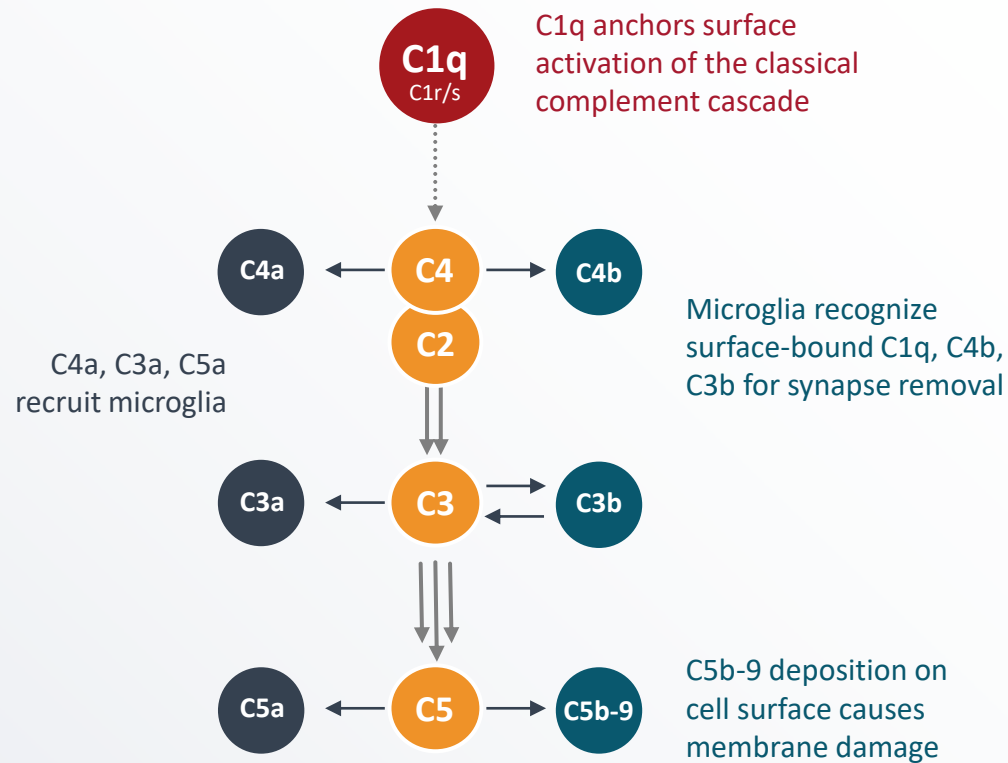 C1q
C1r/s
C1q anchors surface
activation of the classical
complement cascade
C4a
C4
C4b
C2
C4a, C3a, C5a
recruit microglia
Microglia recognize
surface-bound C1q, C4b,
C3b for synapse removal
C3a
C3
C3b
C5a
C5
C5b-9
C5b-9 deposition on
cell surface causes
membrane damage